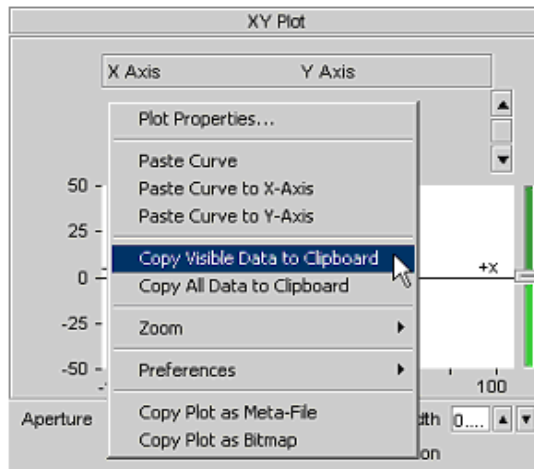 XY Plot
X Axis Y Axis
Plot Properties...
Paste Curve
Paste Curve to X-Axis
Paste Curve to Y-Axis
Copy Visible Data to Clipboard
Copy All Data to Clipboard
Zoom
Preferences
Copy Plot as Meta-File
Copy Plot as Bitmap
50
25
0 +x
-25
-50
100
Aperture 0....